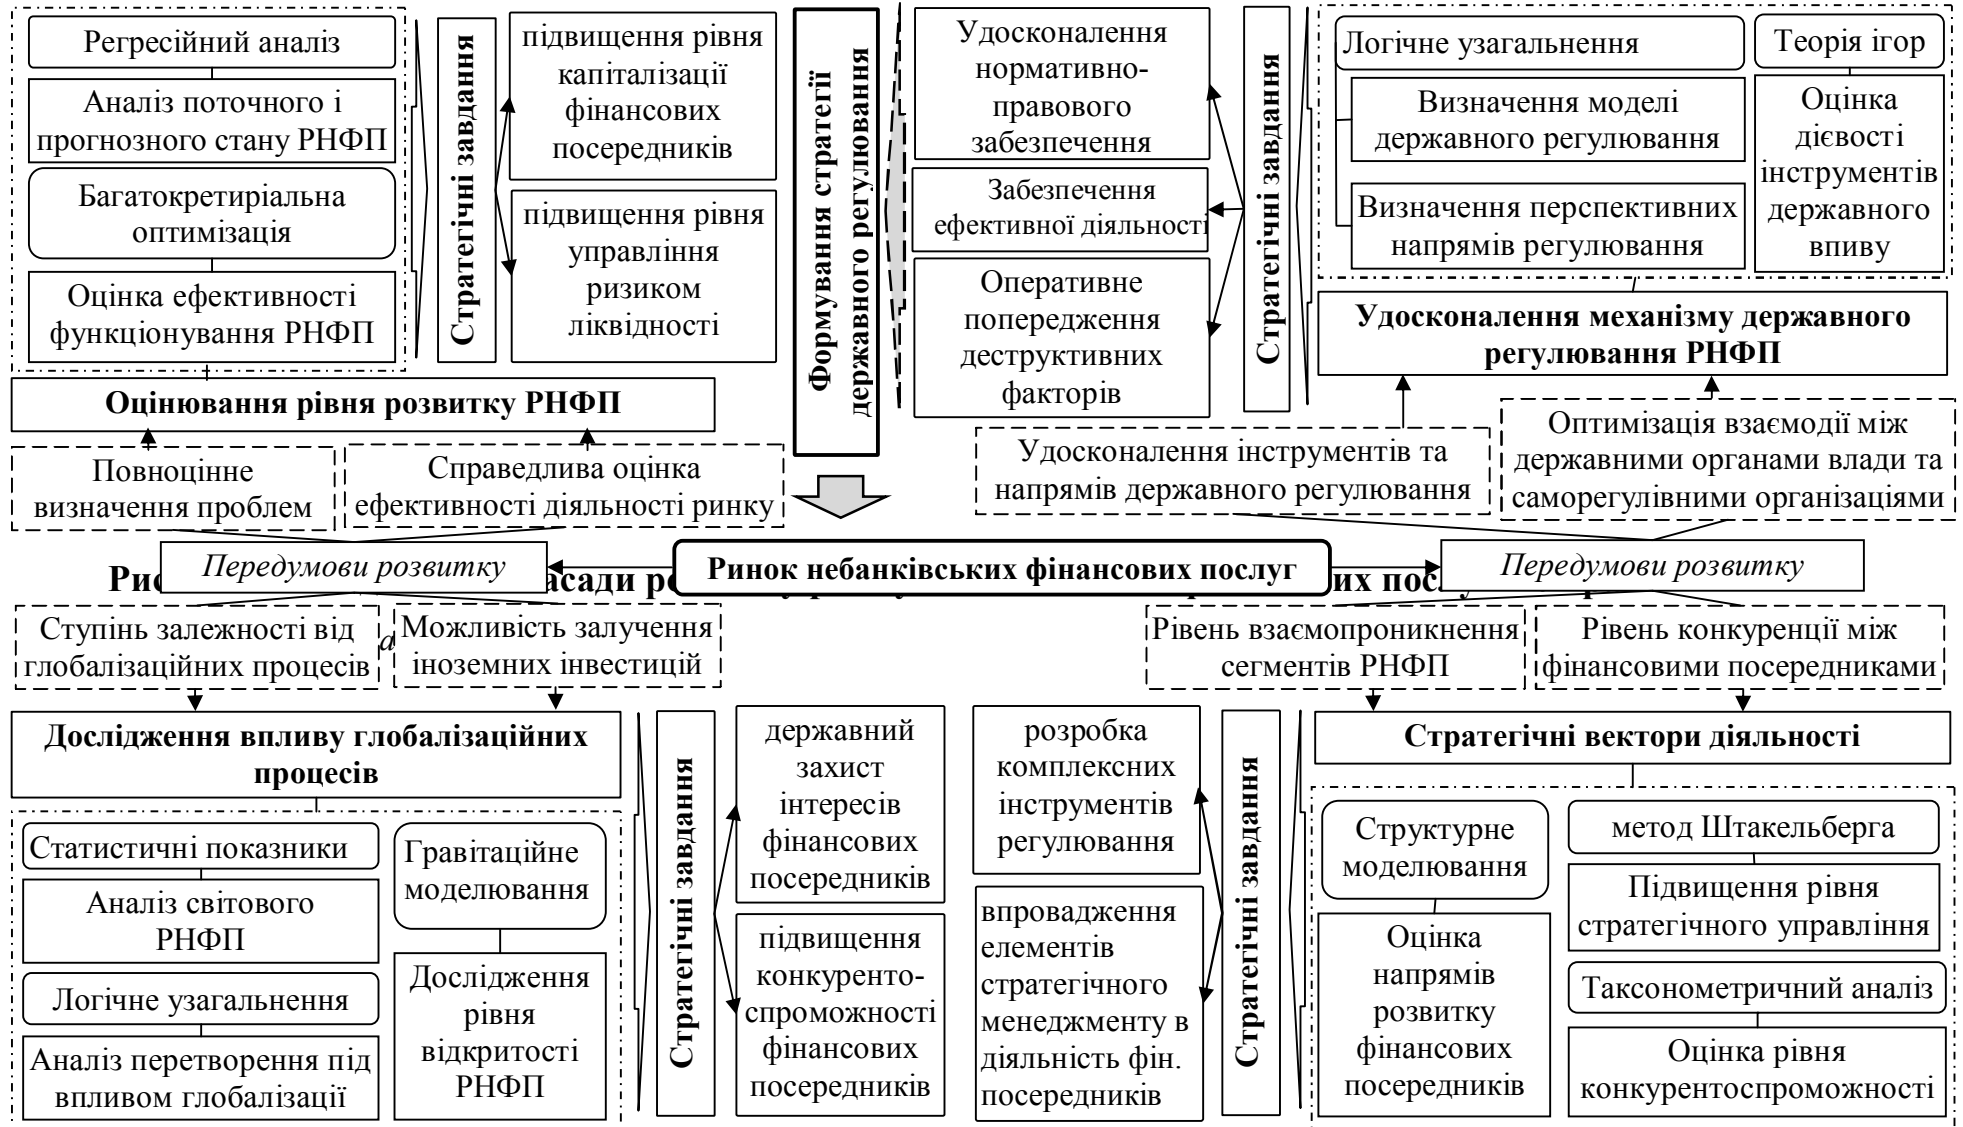 Регресійний аналіз
Аналіз поточного і
прогнозного стану РНФП
Багатокретиріальна
оптимізація
Оцінка ефективності
функціонування РНФП
Стратегічні завдання
підвищення рівня
капіталізації
фінансових
посередників
підвищення рівня
управління
ризиком
ліквідності
Оцінювання рівня розвитку РНФП
Повноцінне
визначення проблем
Справедлива оцінка
ефективності діяльності ринку
Формування стратегії
державного регулювання
Удосконалення
нормативно-
правового
забезпечення
Забезпечення
ефективної діяльності
Оперативне
попередження
деструктивних
факторів
Стратегічні завдання
Логічне узагальнення
Визначення моделі
державного регулювання
Визначення перспективних
напрямів регулювання
Теорія ігор
Оцінка
дієвості
інструментів
державного
впиву
Удосконалення механізму державного
регулювання РНФП
Удосконалення інструментів та
напрямів державного регулювання
Оптимізація взаємодії між
державними органами влади та
саморегулівними організаціями
Передумови розвитку
Ринок небанківських фінансових послуг
Передумови розвитку
Ступінь залежності від
глобалізаційних процесів
Можливість залучення
іноземних інвестицій
Рівень взаємопроникнення
сегментів РНФП
Рівень конкуренції між
фінансовими посередниками
Дослідження впливу глобалізаційних
процесів
Статистичні показники
Аналіз світового
РНФП
Логічне узагальнення
Аналіз перетворення під
впливом глобалізації
Гравітаційне
моделювання
Дослідження
рівня
відкритості
РНФП
Стратегічні завдання
державний
захист
інтересів
фінансових
посередників
підвищення
конкуренто-
спроможності
фінансових
посередників
розробка
комплексних
інструментів
регулювання
впровадження
елементів
стратегічного
менеджменту в
діяльність фін.
посередників
Стратегічні завдання
Стратегічні вектори діяльності
Структурне
моделювання
Оцінка
напрямів
розвитку
фінансових
посередників
метод Штакельберга
Підвищення рівня
стратегічного управління
Таксонометричний аналіз
Оцінка рівня
конкурентоспроможності